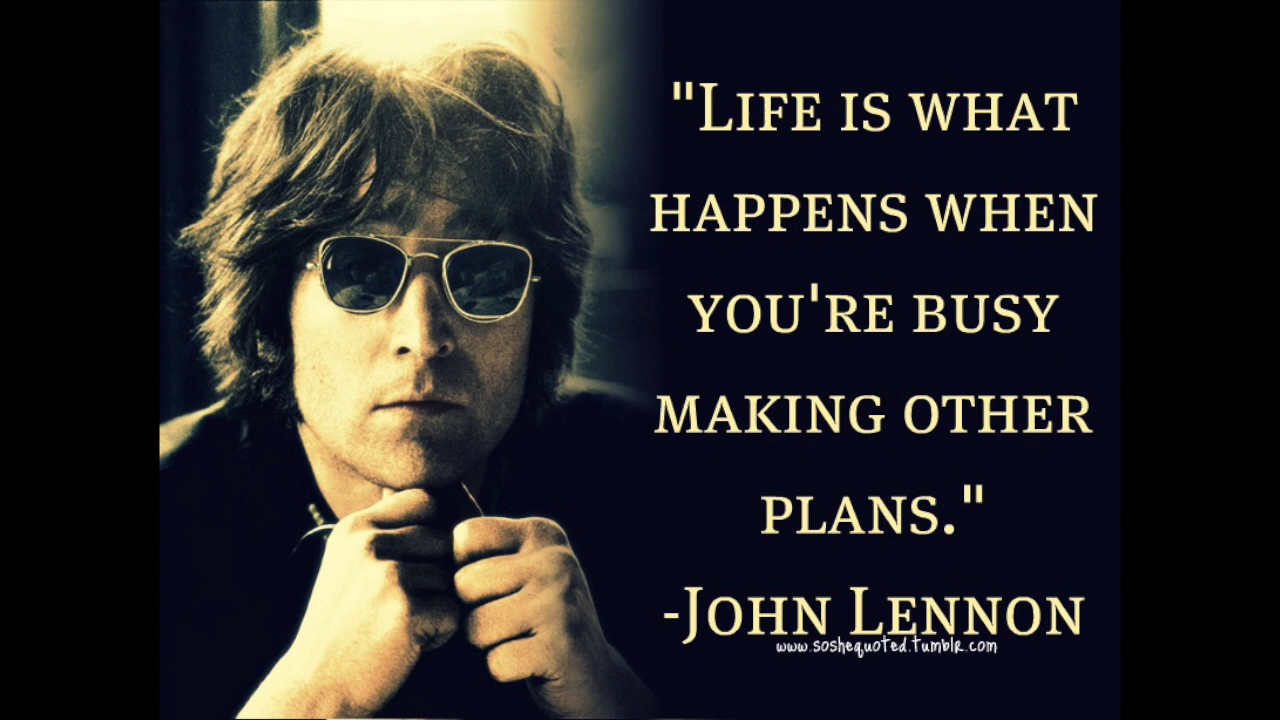 "Life is what
happens when
you're busy
making other
plans."
-John Lennon
www.soshequoted.tumblr.com